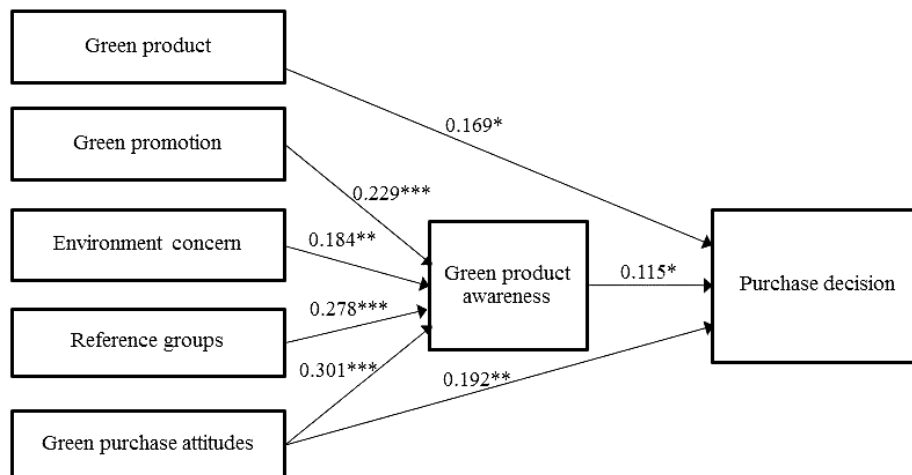 Green product
0.169*
Green promotion
0.229***
Environment concern
0.184**
Green product
awareness
0.115*
Purchase decision
Reference groups
0.278***
0.301***
0.192**
Green purchase attitudes